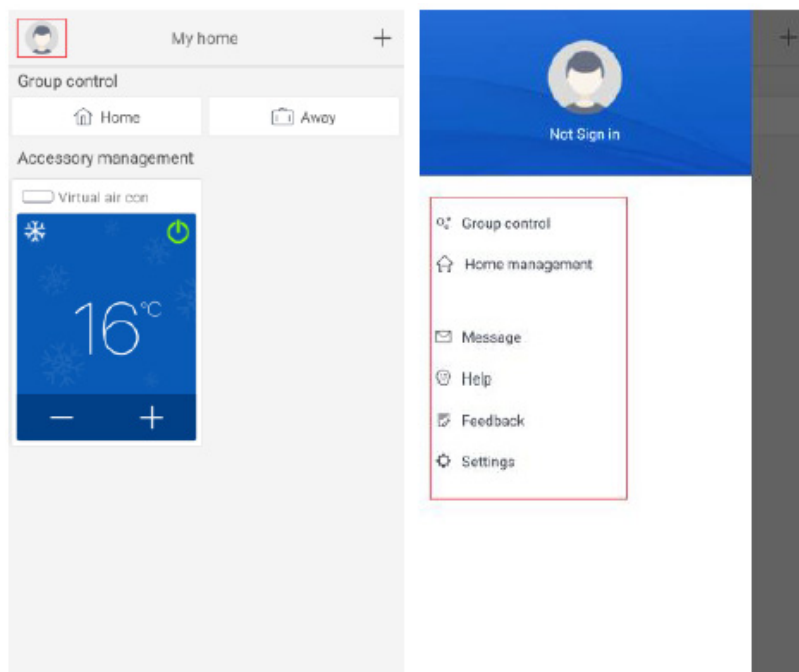 My home
Group control
Home
Away
Accessory management
Virtual air con
16°C
Not Sign in
Group control
Home management
Message
Help
Feedback
Settings